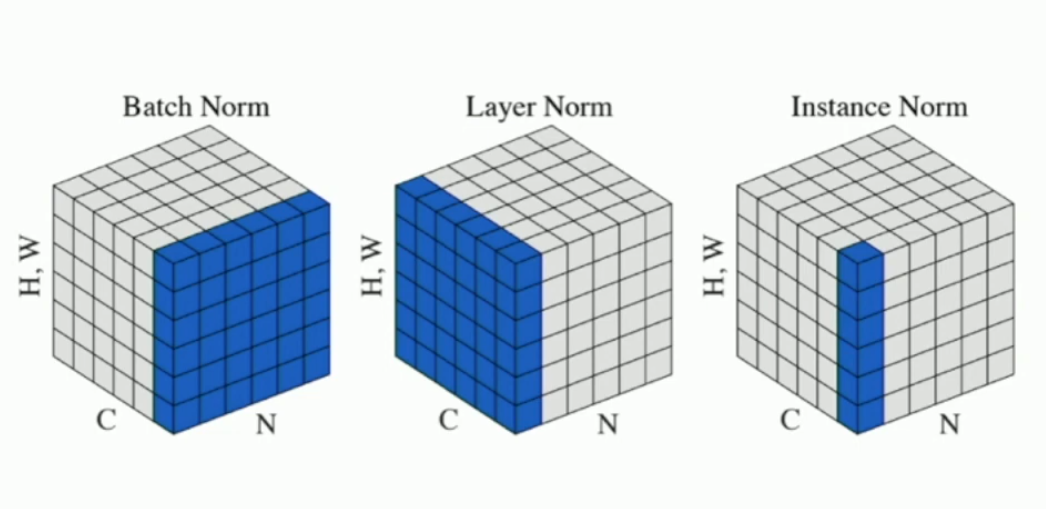 Batch Norm
H, W
C
N
Layer Norm
H, W
C
N
Instance Norm
H, W
C
N